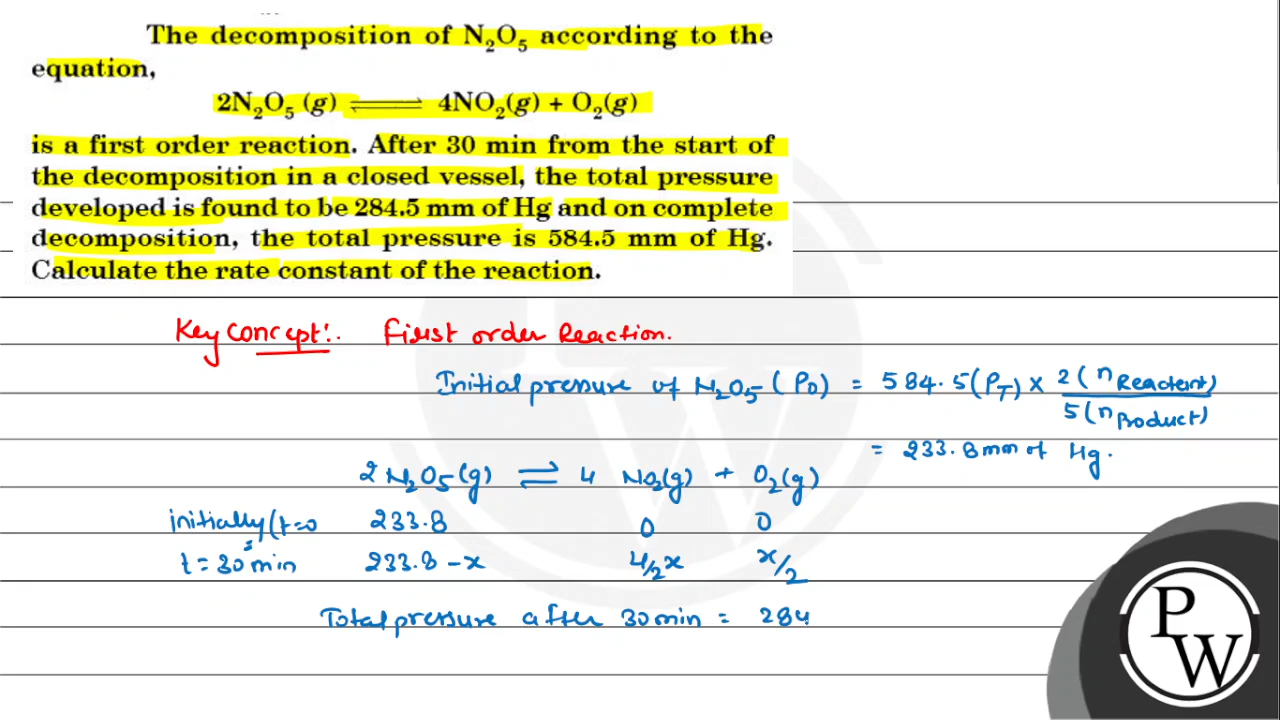 The decomposition of N₂O₅ according to the
equation,
2N₂O₅ (g) ⇌ 4NO₂(g) + O₂(g)
is a first order reaction. After 30 min from the start of
the decomposition in a closed vessel, the total pressure
developed is found to be 284.5 mm of Hg and on complete
decomposition, the total pressure is 584.5 mm of Hg.
Calculate the rate constant of the reaction.
Key Concept:. First order Reaction.
Initial pressure of N₂O₅ (P₀) = 584.5(P_T) × 2(n Reactant)/5(n Product)
= 233.8 mm of Hg.
2 N₂O₅(g) ⇌ 4 NO₂(g) + O₂(g)
initially (t=0 233.8 0 0
t = 30 min 233.8 - x 4/2x x/2
Total pressure after 30 min = 284
PW